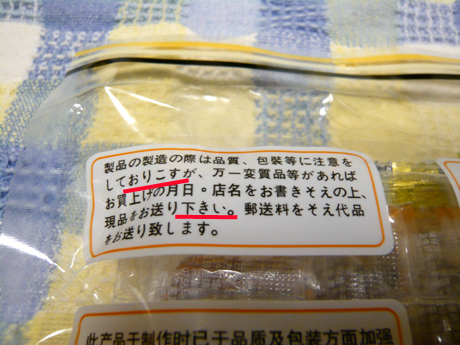 製品の製造の際は品質、包裝等に注意を
しておりこすが、万一変質品等があれば
お買上げの月日。店名をお書きそえの上、
現品をお送り下きい。郵送料をそえ代品
をお送り致します。
此产品于制作时已于品质及包装方面加强